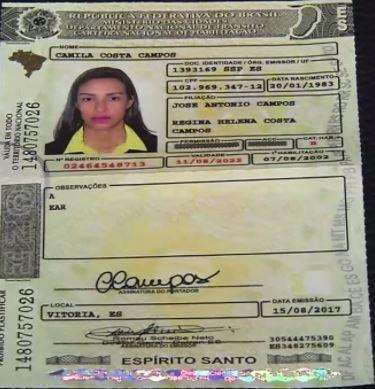 REPÚBLICA FEDERATIVA DO BRASIL
MINISTÉRIO DAS CIDADES
DEPARTAMENTO NACIONAL DE TRÂNSITO
CARTEIRA NACIONAL DE HABILITAÇÃO
ES
NOME
CAMILA COSTA CAMPOS
DOC. IDENTIDADE / ÓRG. EMISSOR / UF
1393169 SSP ES
CPF
DATA NASCIMENTO
102.969.347-12
20/01/1983
FILIAÇÃO
JOSE ANTONIO CAMPOS
REGINA HELENA COSTA
CAMPOS
PERMISSÃO
ACC
CAT. HAB.
B
Nº REGISTRO
VALIDADE
1ª HABILITAÇÃO
02464548713
11/08/2022
07/08/2002
VÁLIDA EM TODO
O TERRITÓRIO NACIONAL
1480757026
OBSERVAÇÕES
A
EAR
ASSINATURA DO PORTADOR
LOCAL
DATA EMISSÃO
VITORIA, ES
15/08/2017
Romeu Scheibe Neto
30544475390
ES348275609
PROIBIDO PLASTIFICAR
1480757026
ESPÍRITO SANTO